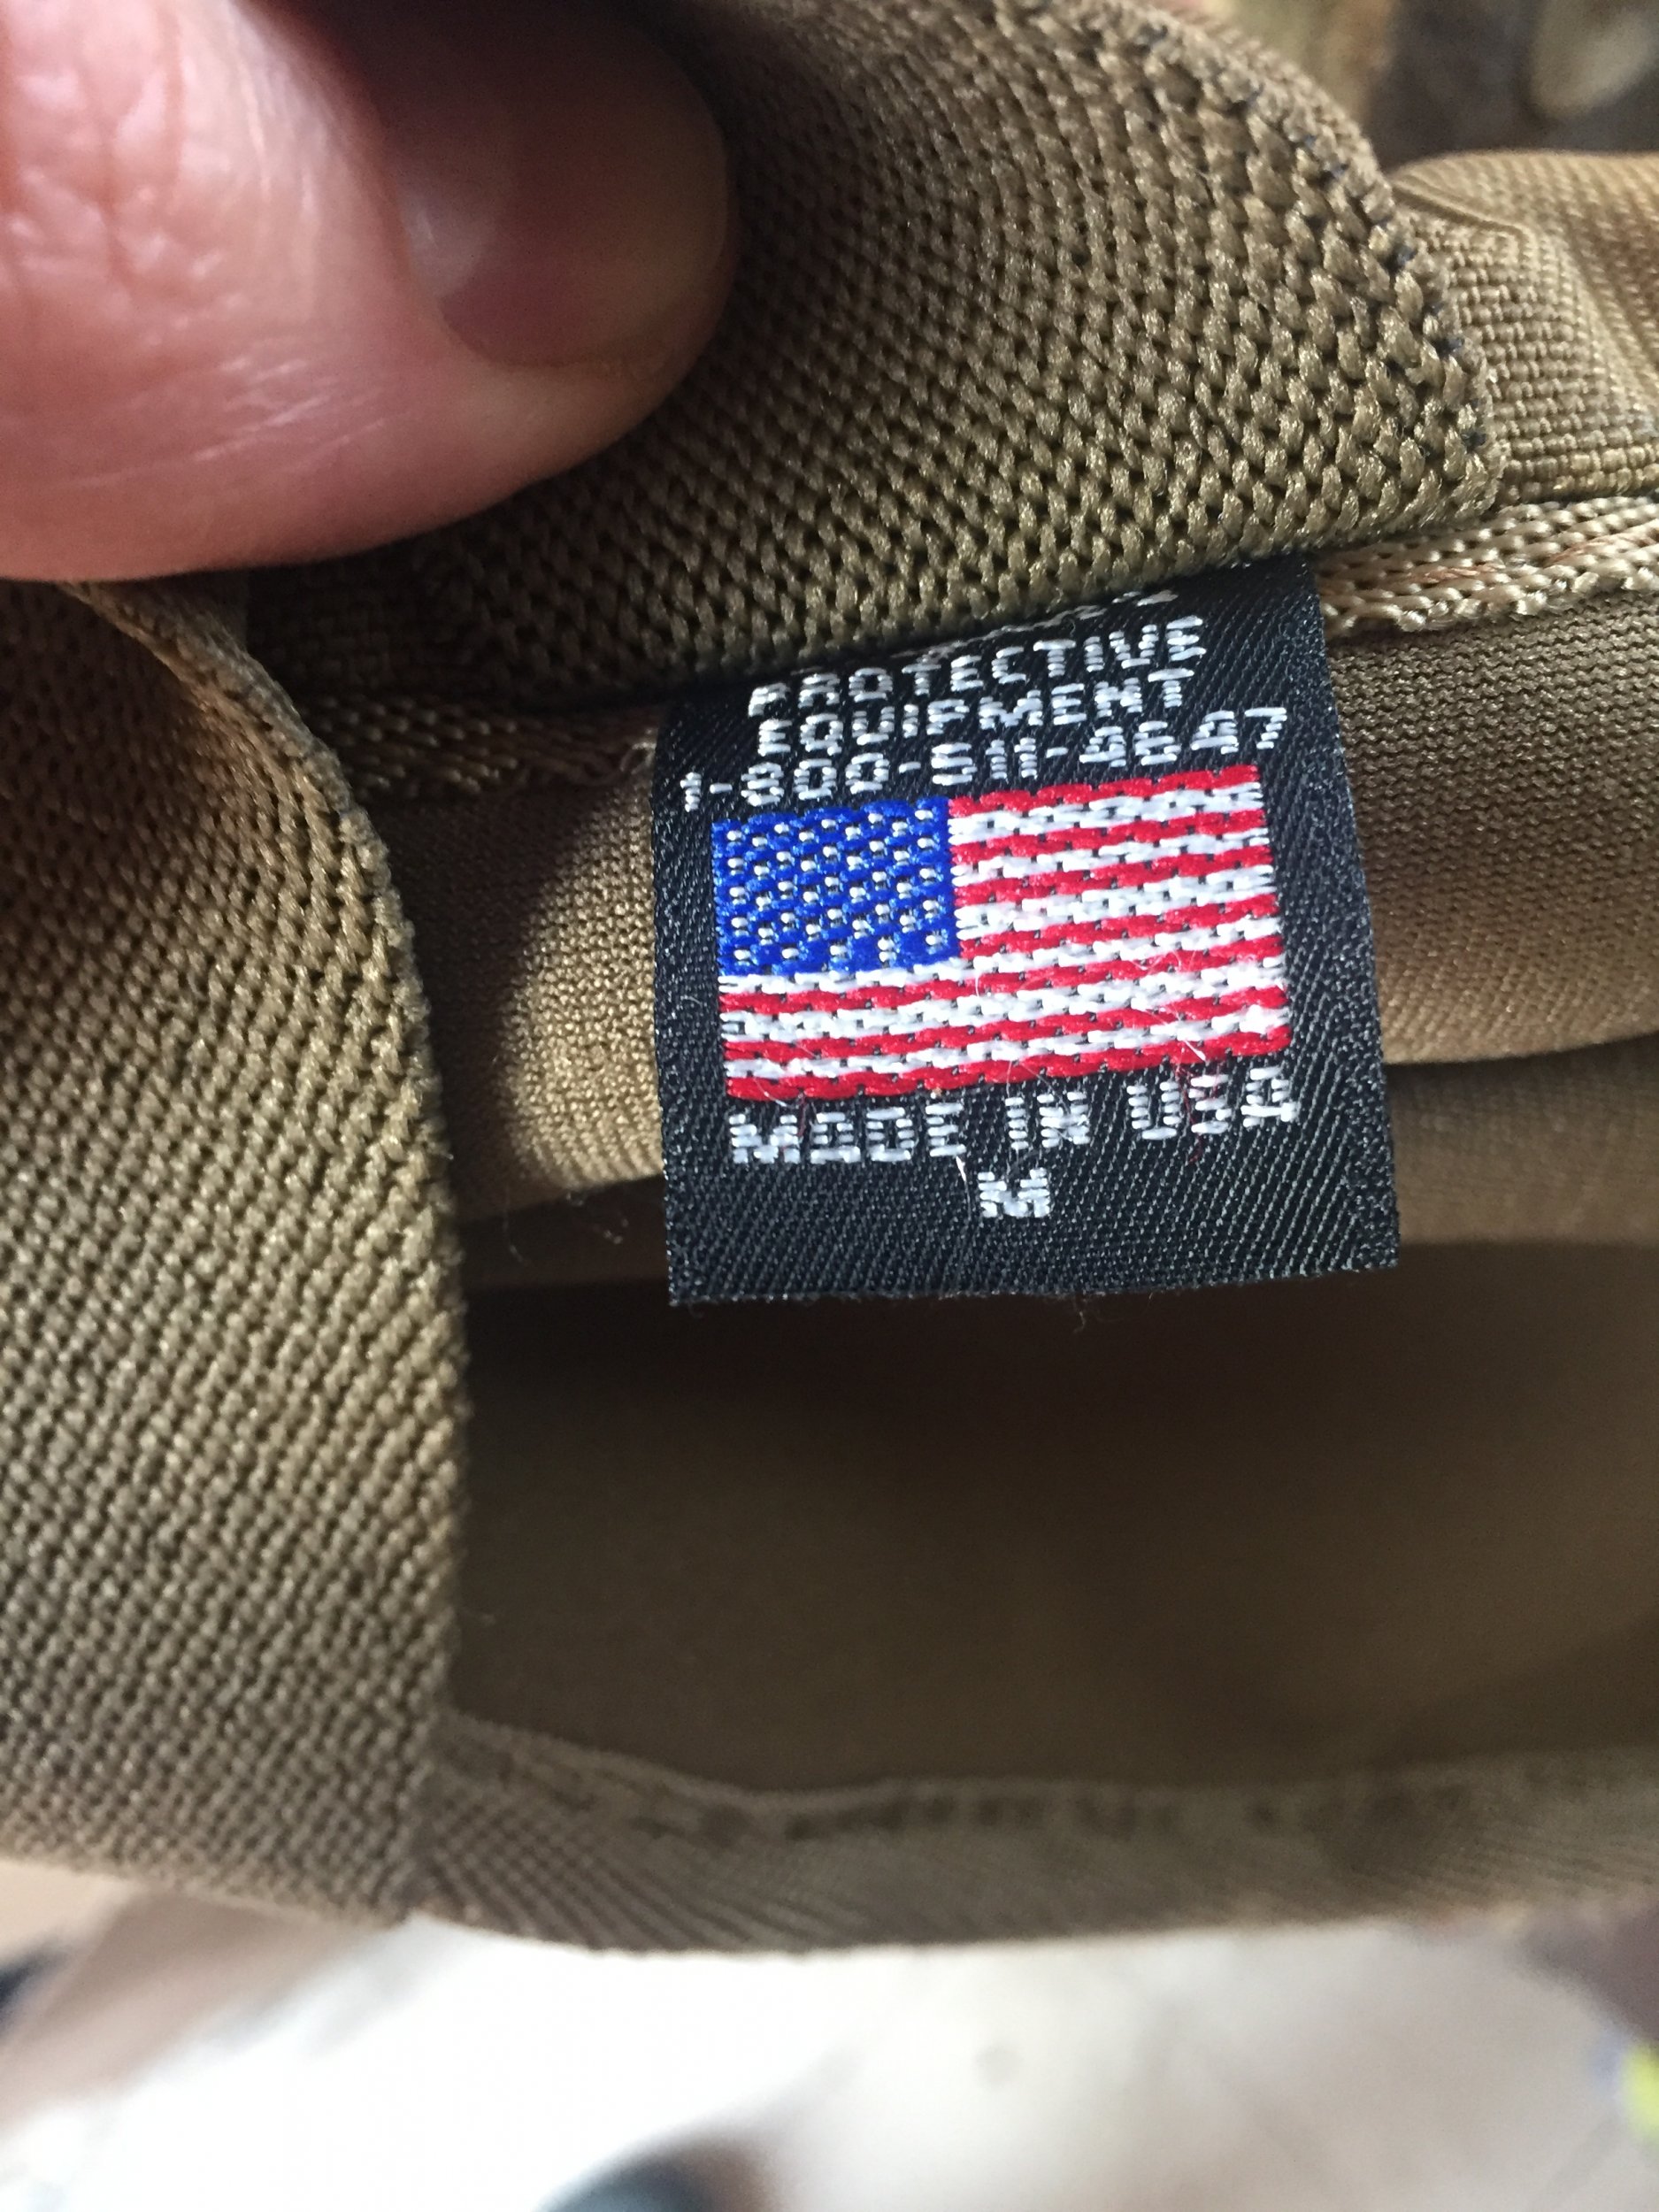 PROTECTIVE
EQUIPMENT
1-800-511-4647
MADE IN USA
M